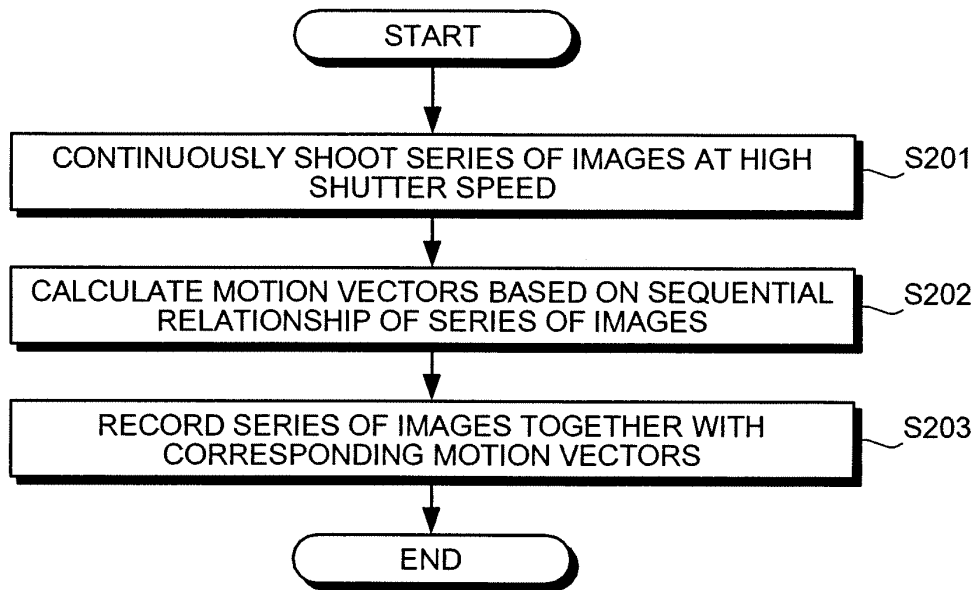 START
CONTINUOUSLY SHOOT SERIES OF IMAGES AT HIGH
SHUTTER SPEED
S201
CALCULATE MOTION VECTORS BASED ON SEQUENTIAL
RELATIONSHIP OF SERIES OF IMAGES
S202
RECORD SERIES OF IMAGES TOGETHER WITH
CORRESPONDING MOTION VECTORS
S203
END